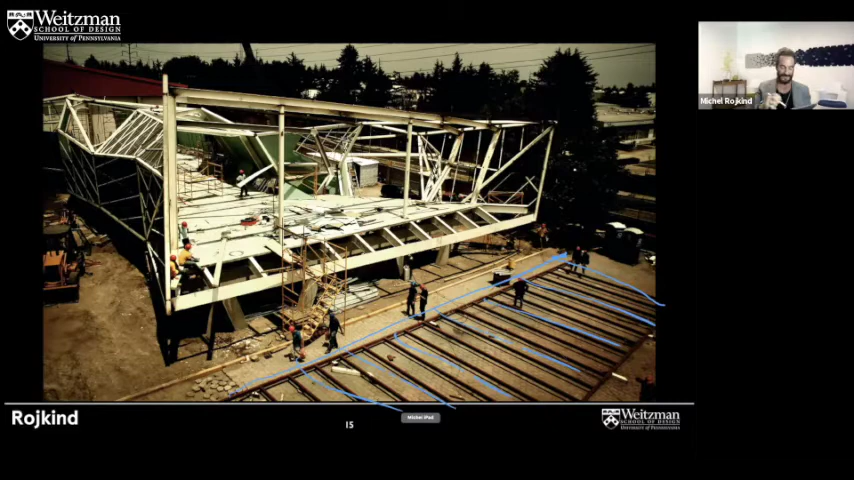 Weitzman
SCHOOL OF DESIGN
UNIVERSITY OF PENNSYLVANIA
Michel Rojkind
Rojkind
15
Michel iPad
Weitzman
SCHOOL OF DESIGN
UNIVERSITY OF PENNSYLVANIA